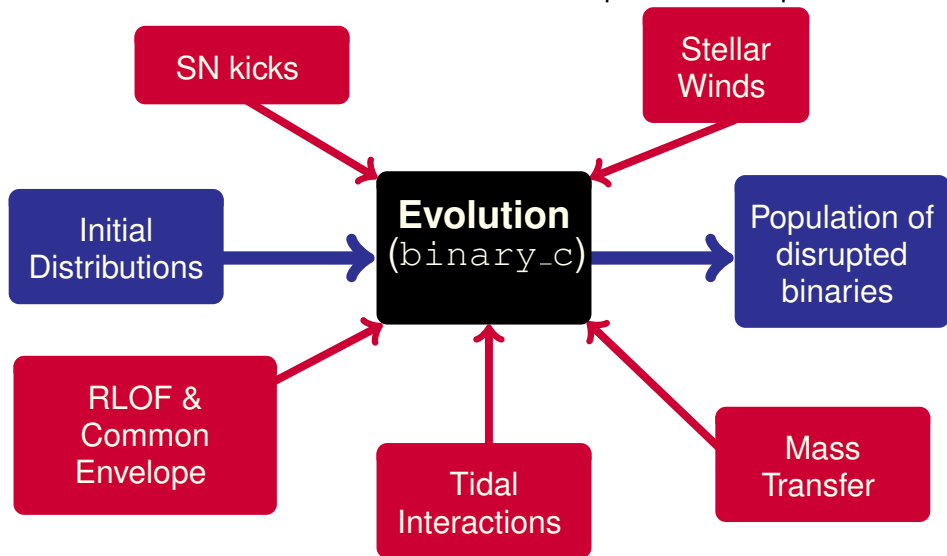 SN kicks
Stellar
Winds
Initial
Distributions
Evolution
(binary_c)
Population of
disrupted
binaries
RLOF &
Common
Envelope
Tidal
Interactions
Mass
Transfer